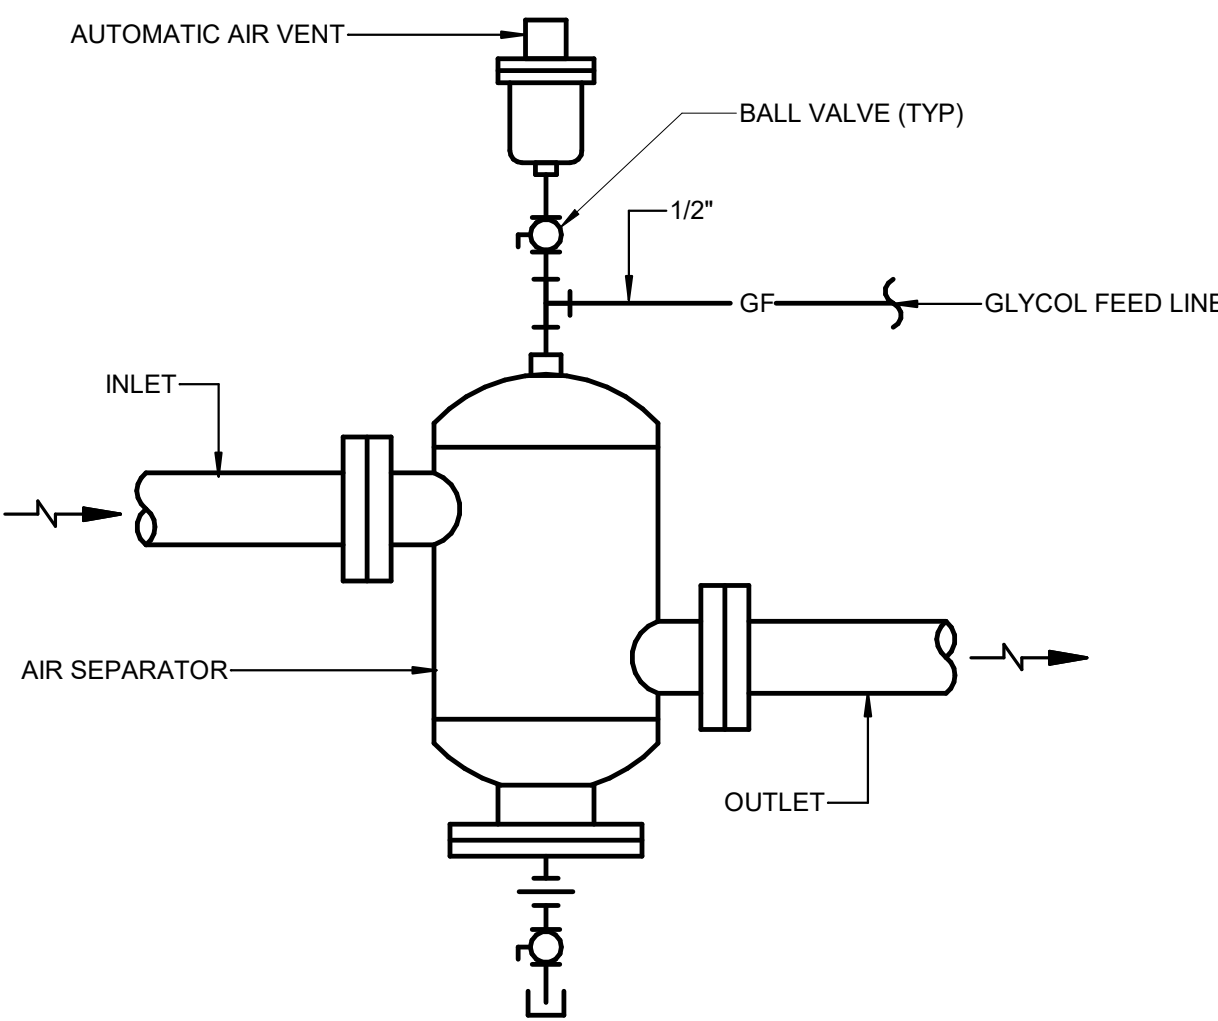 AUTOMATIC AIR VENT
BALL VALVE (TYP)
1/2"
GF
GLYCOL FEED LINE
INLET
AIR SEPARATOR
OUTLET